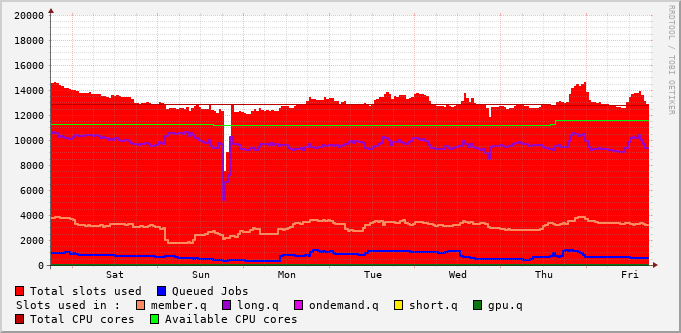 RRDTOOL / TOBI OETIKER
20000
18000
16000
14000
12000
10000
8000
6000
4000
2000
0
Sat Sun Mon Tue Wed Thu Fri
Total slots used Queued Jobs
Slots used in : member.q long.q ondemand.q short.q gpu.q
Total CPU cores Available CPU cores